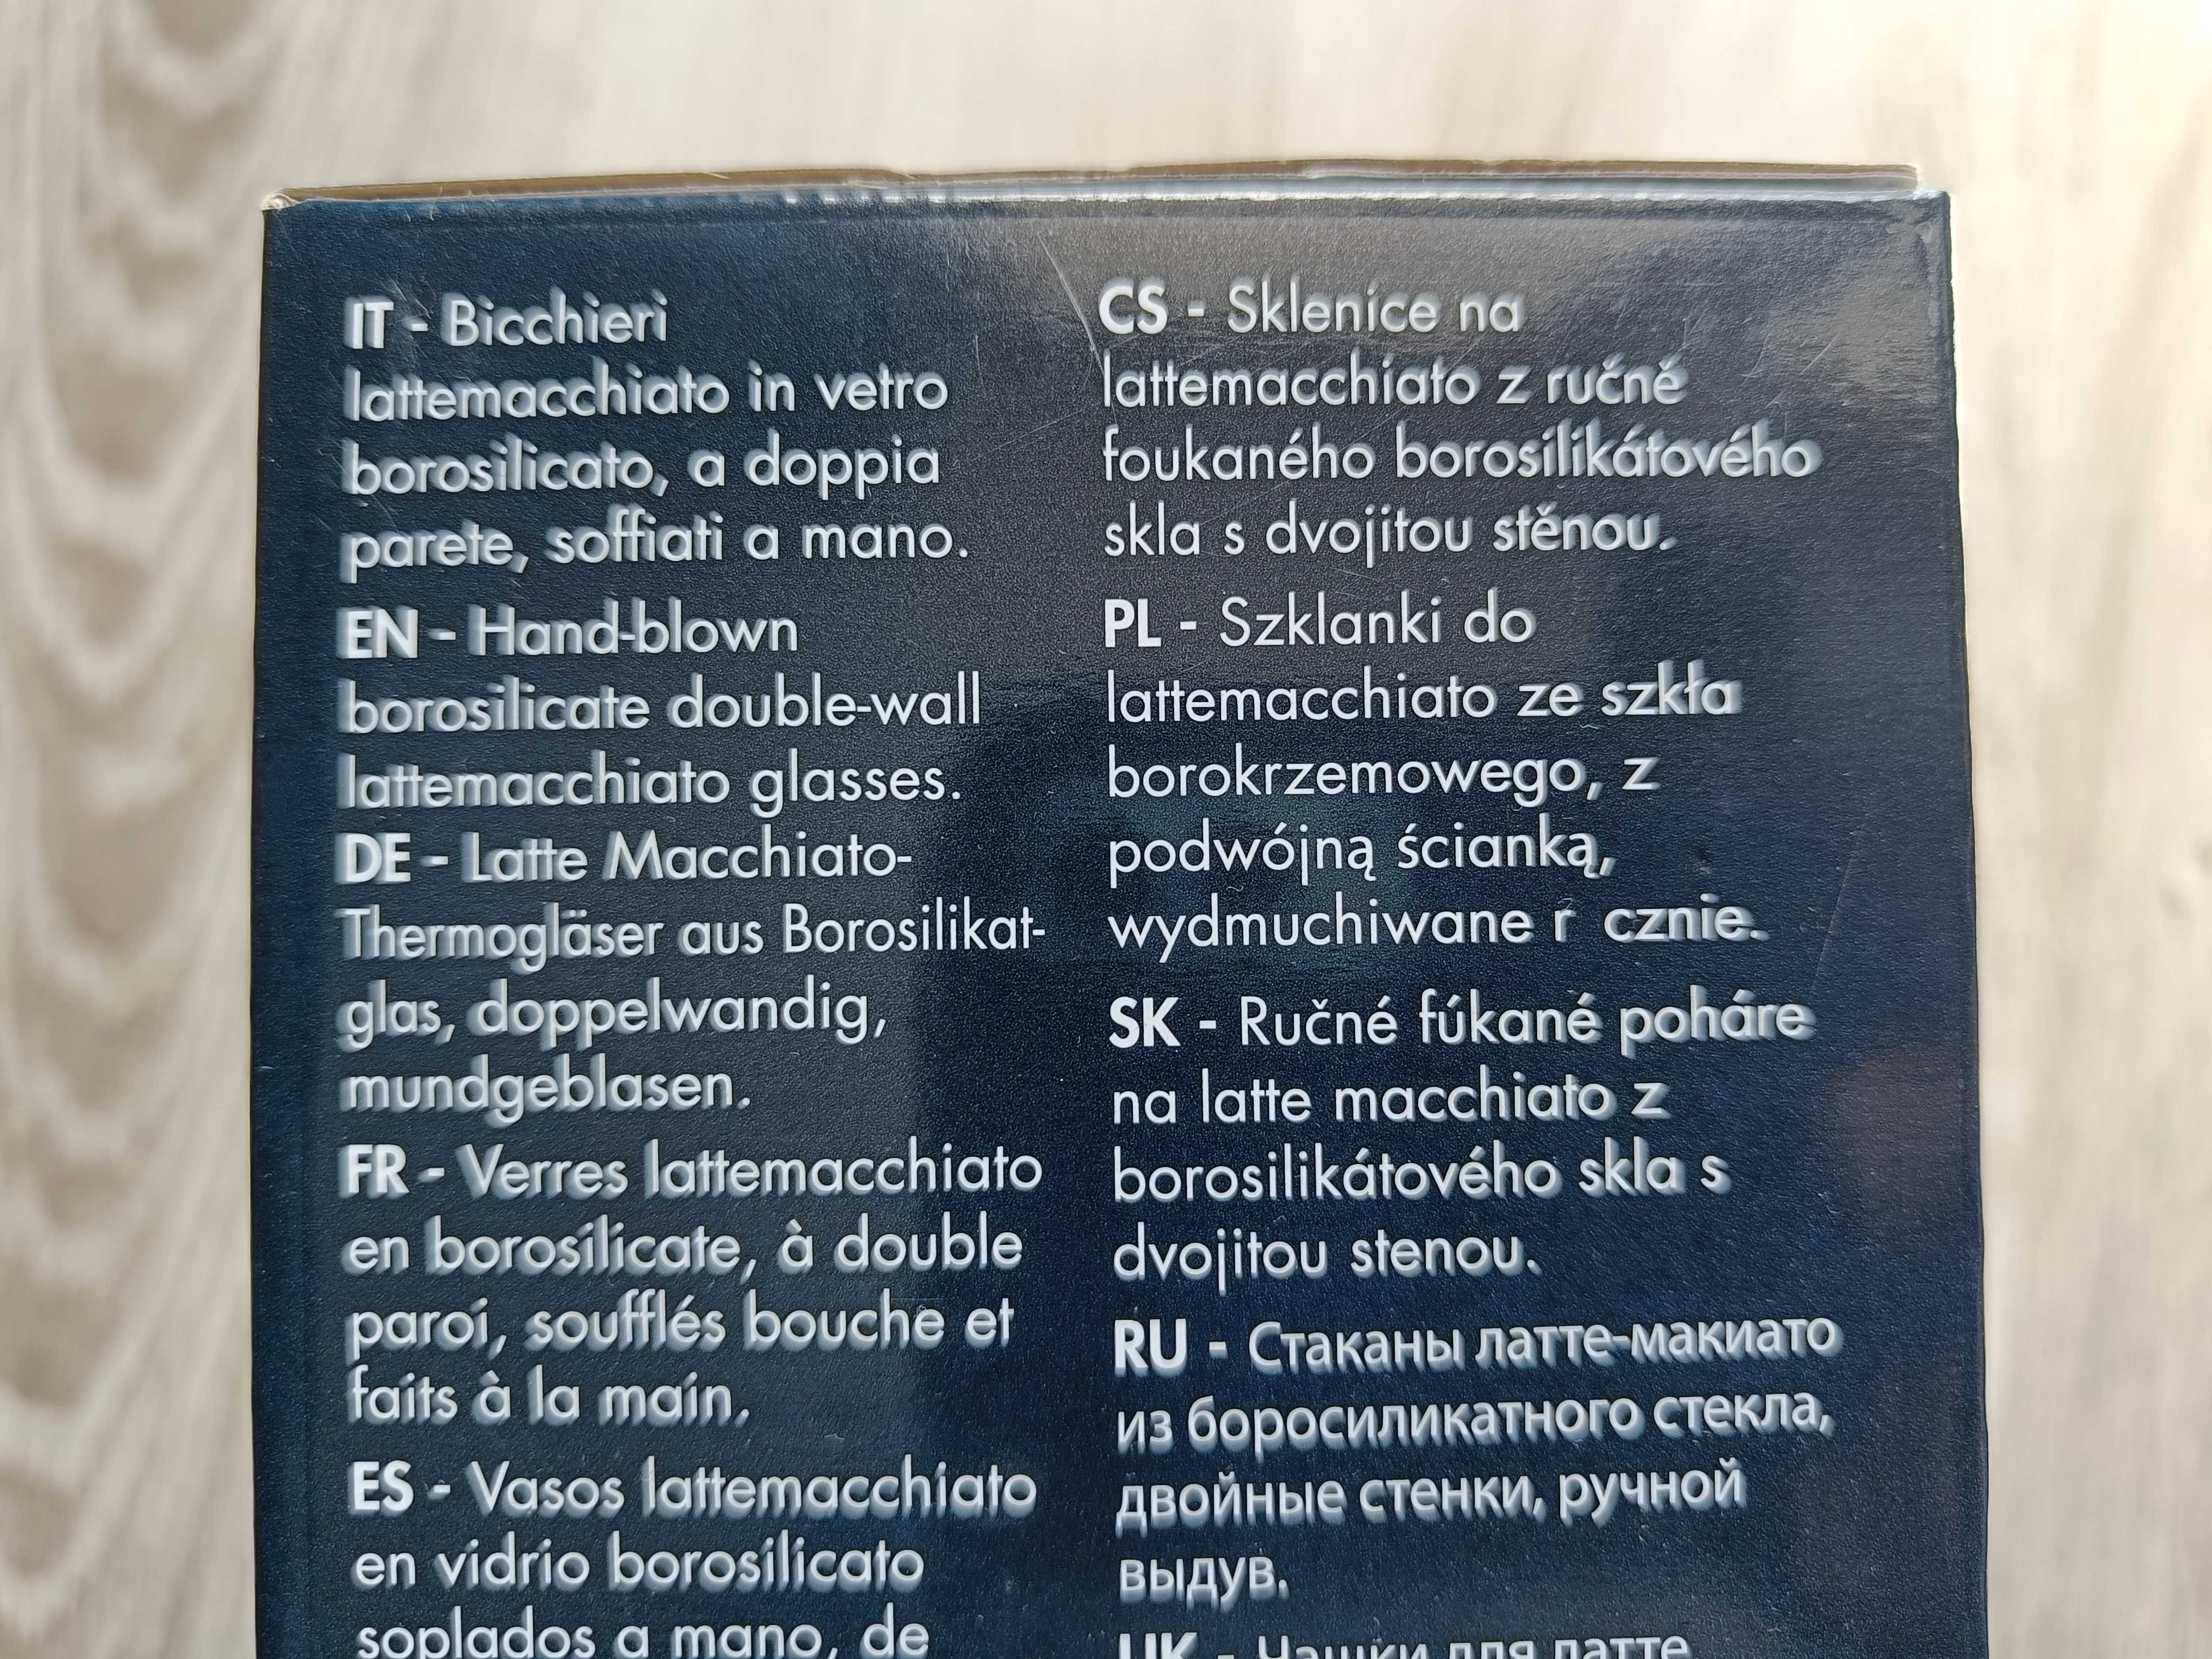 IT - Bicchieri
lattemacchiato in vetro
borosilicato, a doppia
parete, soffiati a mano.
EN - Hand-blown
borosilicate double-wall
lattemacchiato glasses.
DE - Latte Macchiato-
Thermogläser aus Borosilikat-
glas, doppelwandig,
mundgeblasen.
FR - Verres lattemacchiato
en borosilicate, à double
paroi, soufflés bouche et
faits à la main.
ES - Vasos lattemacchiato
en vidrio borosilicato
soplados a mano, de
CS - Sklenice na
lattemacchiato z ručně
foukaného borosilikátového
skla s dvojitou stěnou.
PL - Szklanki do
lattemacchiato ze szkła
borokrzemowego, z
podwójną ścianką,
wydmuchiwane r cznie.
SK - Ručné fúkané poháre
na latte macchiato z
borosilikátového skla s
dvojitou stenou.
RU - Стаканы латте-макиато
из боросиликатного стекла,
двойные стенки, ручной
выдув.
UK - Чашки для латте